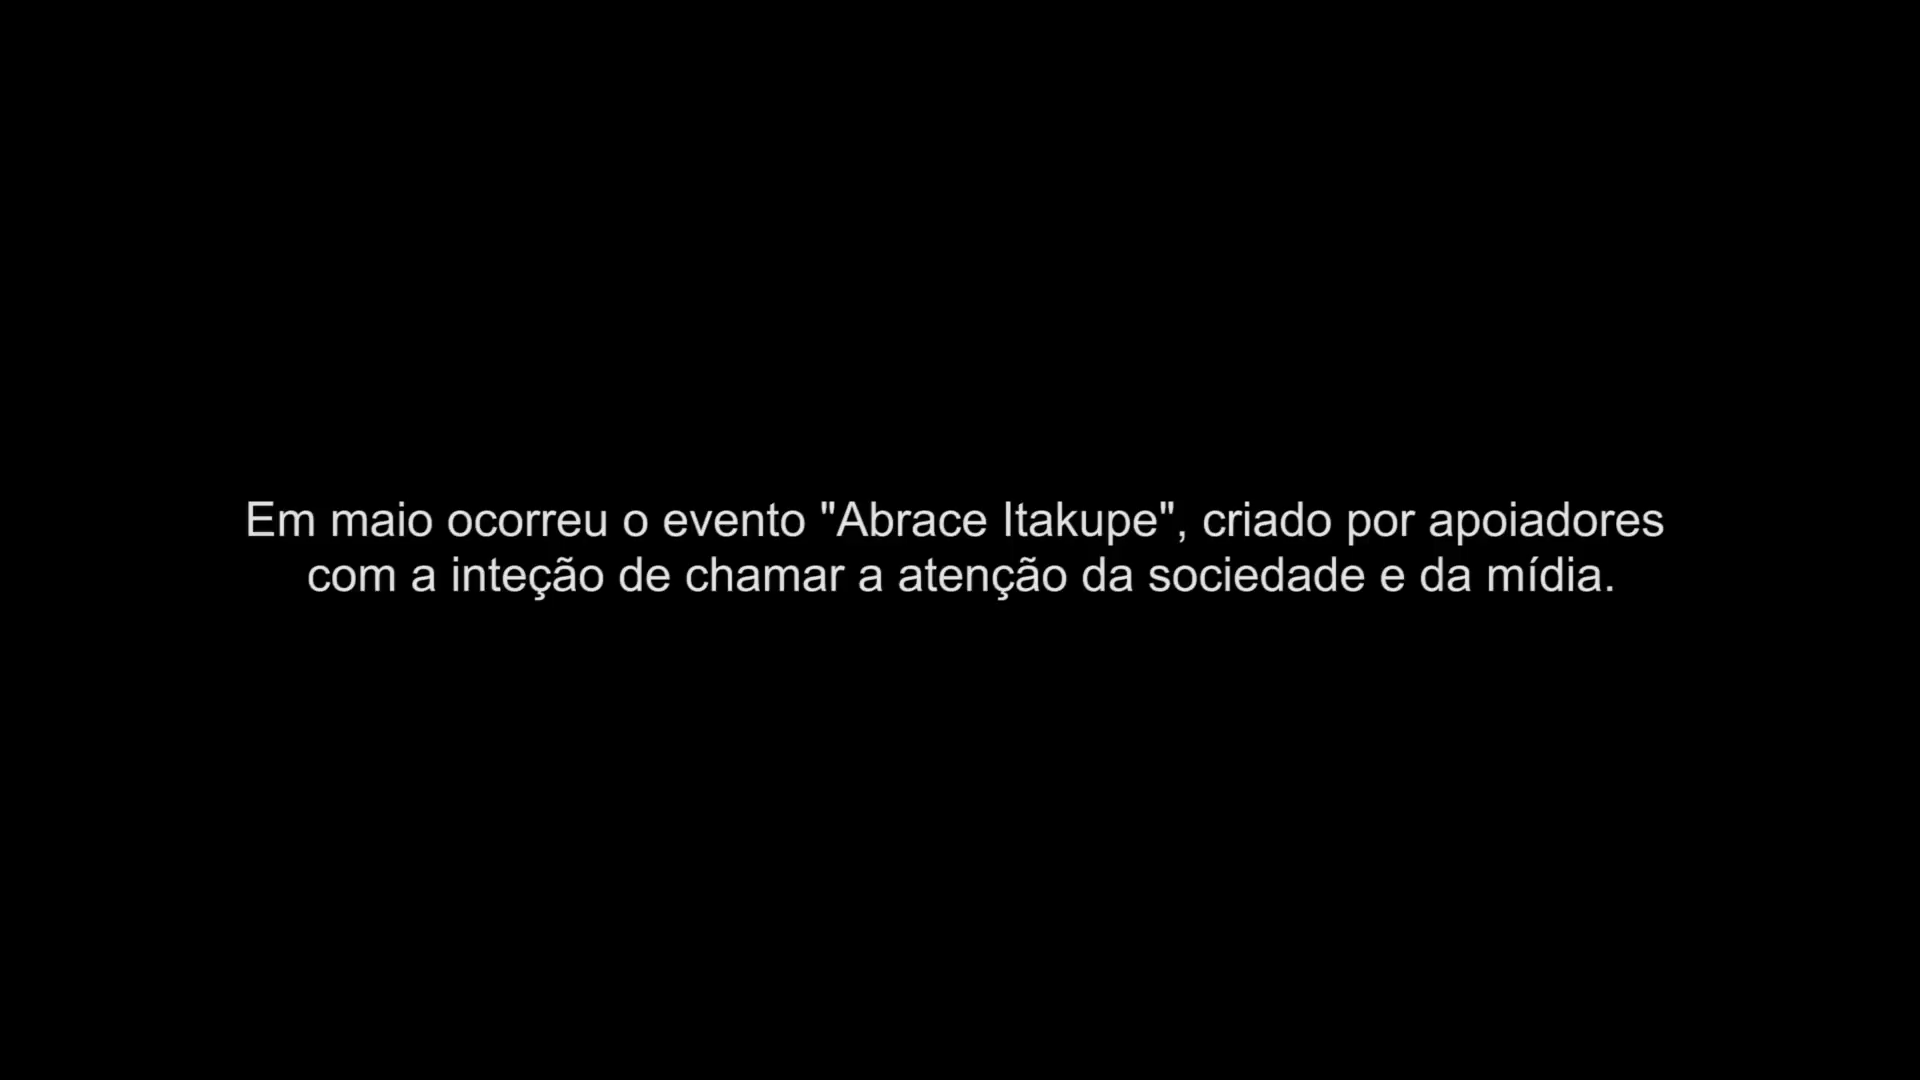 Em maio ocorreu o evento "Abrace Itakupe", criado por apoiadores
com a inteção de chamar a atenção da sociedade e da mídia.